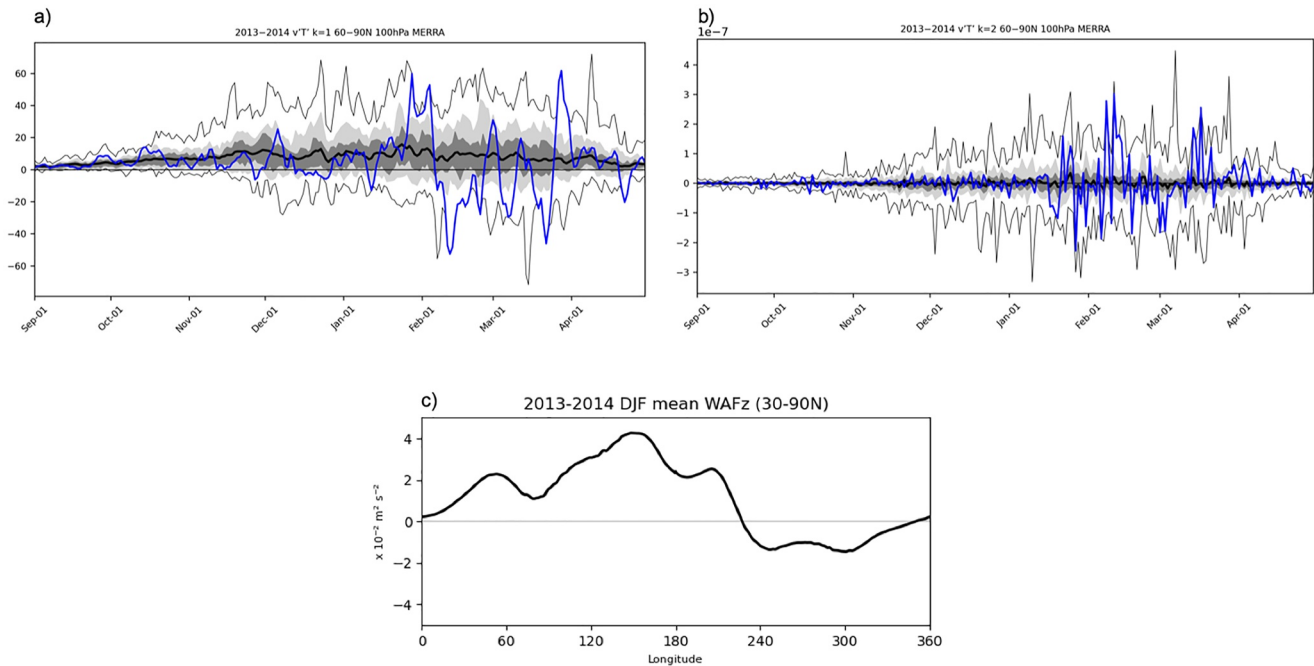 a)
2013−2014 v'T' k=1 60−90N 100hPa MERRA
60
40
20
0
−20
−40
−60
Sep-01
Oct-01
Nov-01
Dec-01
Jan-01
Feb-01
Mar-01
Apr-01
b)
1e−7
2013−2014 v'T' k=2 60−90N 100hPa MERRA
4
3
2
1
0
−1
−2
−3
Sep-01
Oct-01
Nov-01
Dec-01
Jan-01
Feb-01
Mar-01
Apr-01
c)
2013-2014 DJF mean WAFz (30-90N)
x 10⁻² m² s⁻²
4
2
0
−2
−4
0 60 120 180 240 300 360
Longitude